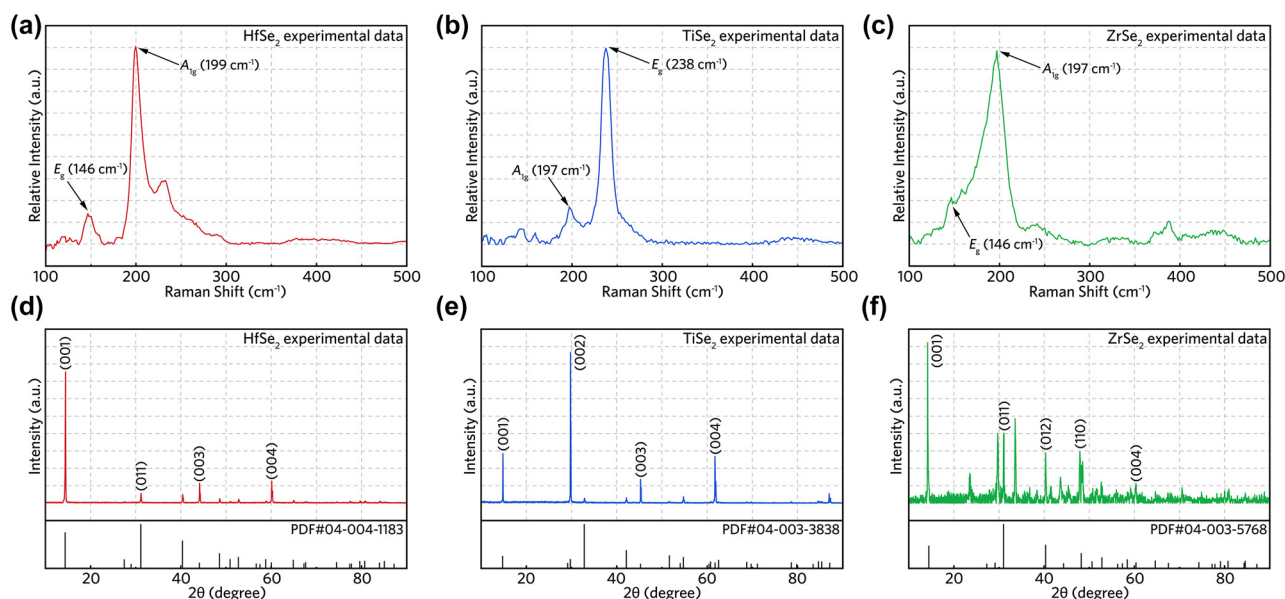 (a)
HfSe₂ experimental data
A₁g (199 cm⁻¹)
Eg (146 cm⁻¹)
Relative Intensity (a.u.)
100 200 300 400 500
Raman Shift (cm⁻¹)
(b)
TiSe₂ experimental data
Eg (238 cm⁻¹)
A₁g (197 cm⁻¹)
Relative Intensity (a.u.)
100 200 300 400 500
Raman Shift (cm⁻¹)
(c)
ZrSe₂ experimental data
A₁g (197 cm⁻¹)
Eg (146 cm⁻¹)
Relative Intensity (a.u.)
100 200 300 400 500
Raman Shift (cm⁻¹)
(d)
HfSe₂ experimental data
(001)
(011)
(003)
(004)
Intensity (a.u.)
PDF#04-004-1183
20 40 60 80
2θ (degree)
(e)
TiSe₂ experimental data
(001)
(002)
(003)
(004)
Intensity (a.u.)
PDF#04-003-3838
20 40 60 80
2θ (degree)
(f)
ZrSe₂ experimental data
(001)
(011)
(012)
(110)
(004)
Intensity (a.u.)
PDF#04-003-5768
20 40 60 80
2θ (degree)